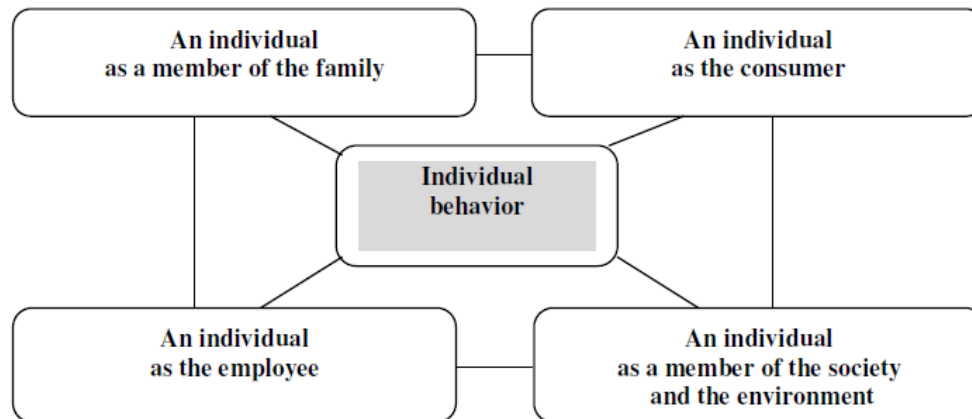 An individual
as a member of the family
An individual
as the consumer
Individual
behavior
An individual
as the employee
An individual
as a member of the society
and the environment